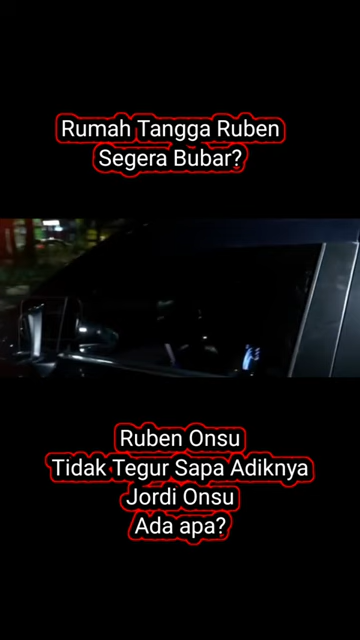 Rumah Tangga Ruben
Segera Bubar?
Ruben Onsu
Tidak Tegur Sapa Adiknya
Jordi Onsu
Ada apa?